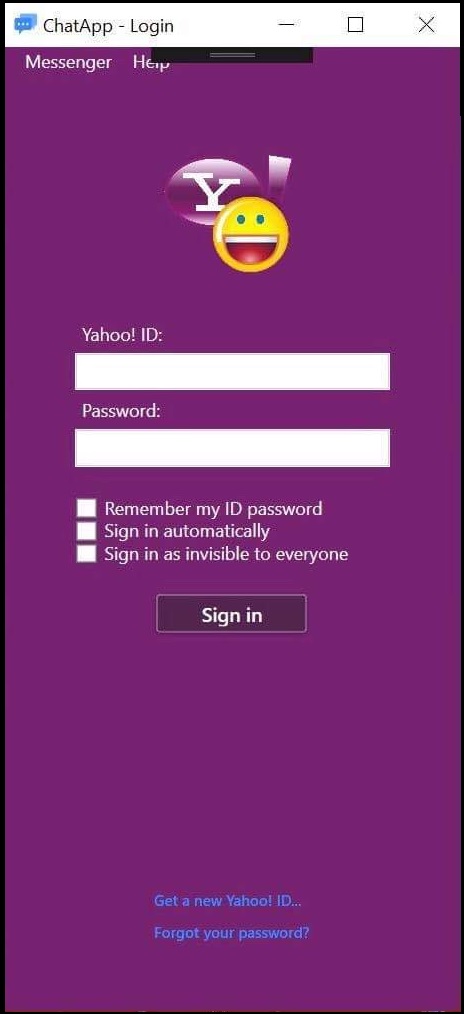 ChatApp - Login
Messenger Help
Y!
Yahoo! ID:
Password:
Remember my ID password
Sign in automatically
Sign in as invisible to everyone
Sign in
Get a new Yahoo! ID...
Forgot your password?